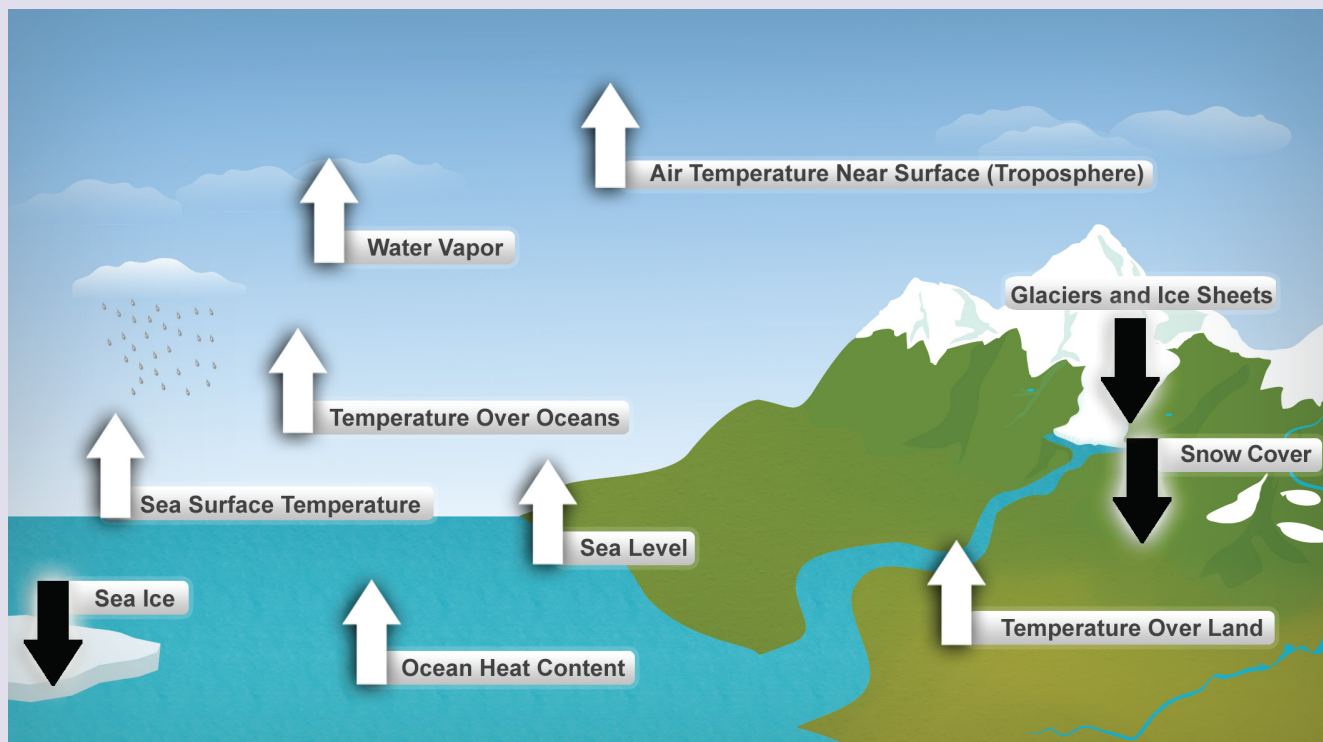 Air Temperature Near Surface (Troposphere)
Water Vapor
Glaciers and Ice Sheets
Temperature Over Oceans
Snow Cover
Sea Surface Temperature
Sea Level
Sea Ice
Temperature Over Land
Ocean Heat Content